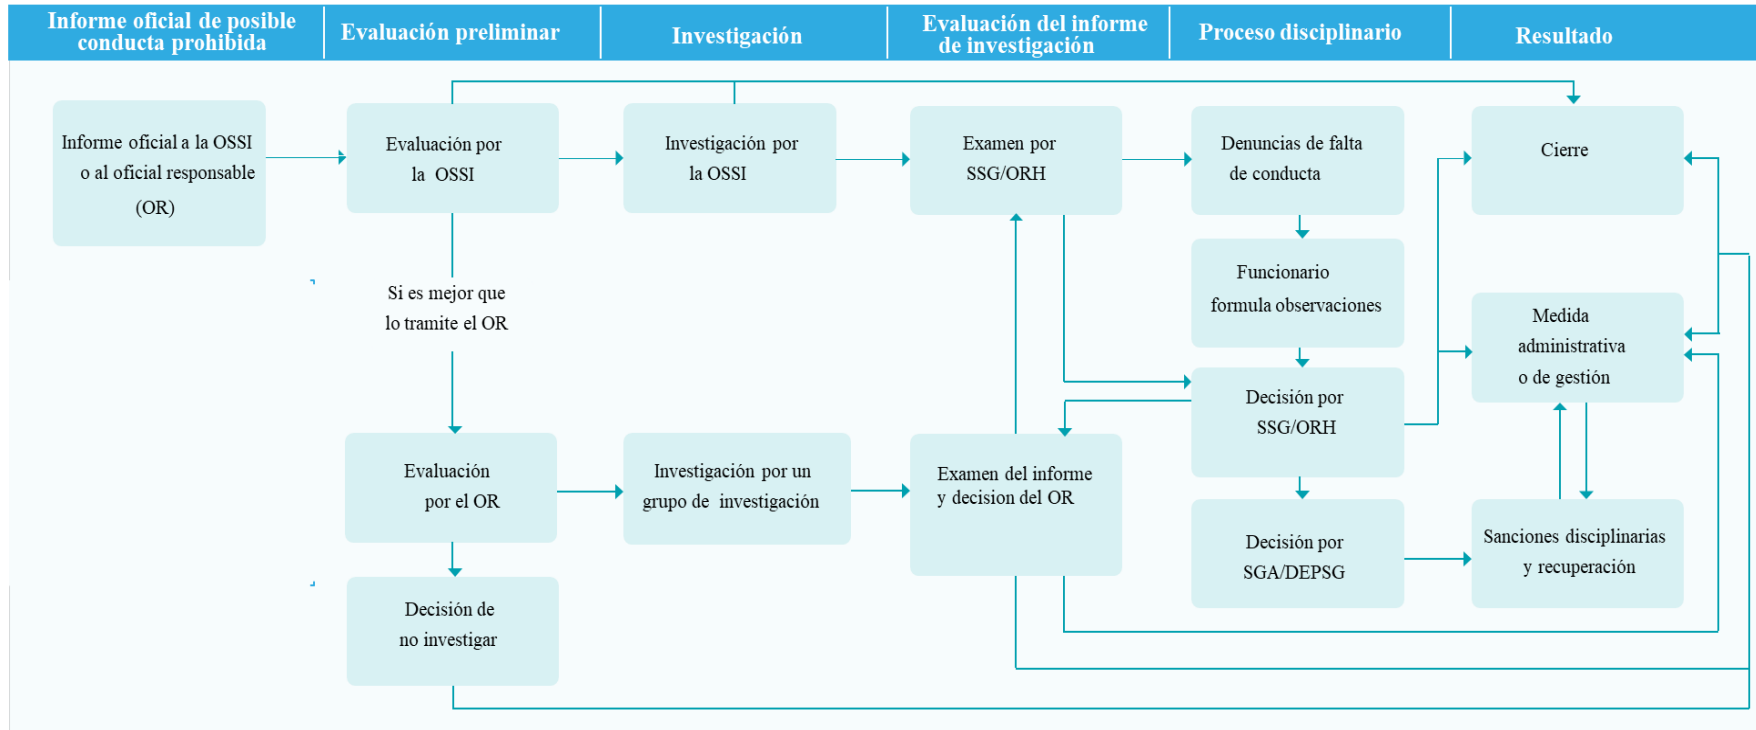 Informe oficial de posible
conducta prohibida
Evaluación preliminar
Investigación
Evaluación del informe
de investigación
Proceso disciplinario
Resultado
Informe oficial a la OSSI
o al oficial responsable
(OR)
Evaluación por
la OSSI
Investigación por
la OSSI
Examen por
SSG/ORH
Denuncias de falta
de conducta
Cierre
Si es mejor que
lo tramite el OR
Funcionario
formula observaciones
Medida
administrativa
o de gestión
Decisión por
SSG/ORH
Evaluación
por el OR
Investigación por un
grupo de investigación
Examen del informe
y decision del OR
Decisión por
SGA/DEPSG
Sanciones disciplinarias
y recuperación
Decisión de
no investigar